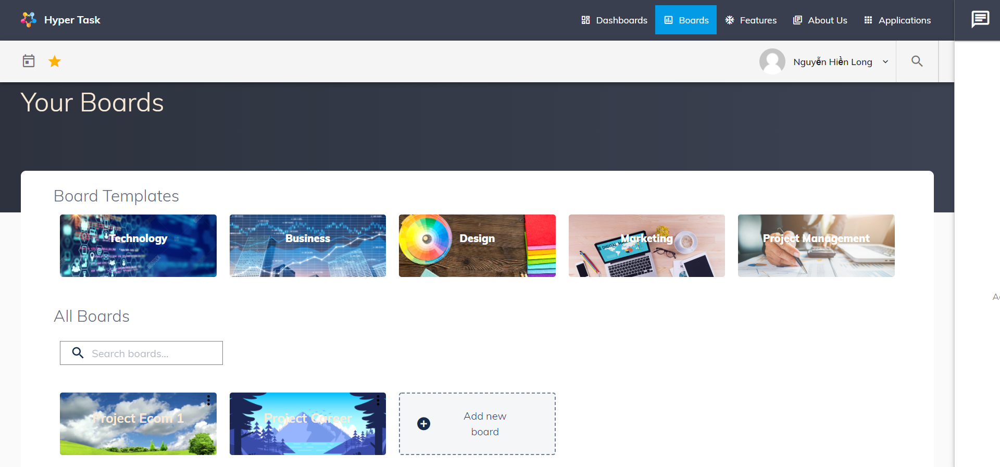 Hyper Task
Dashboards
Boards
Features
About Us
Applications
Nguyễn Hiền Long
Your Boards
Board Templates
Technology
Business
Design
Marketing
Project Management
All Boards
Search boards...
Project Ecom 1
Project Career
Add new
board